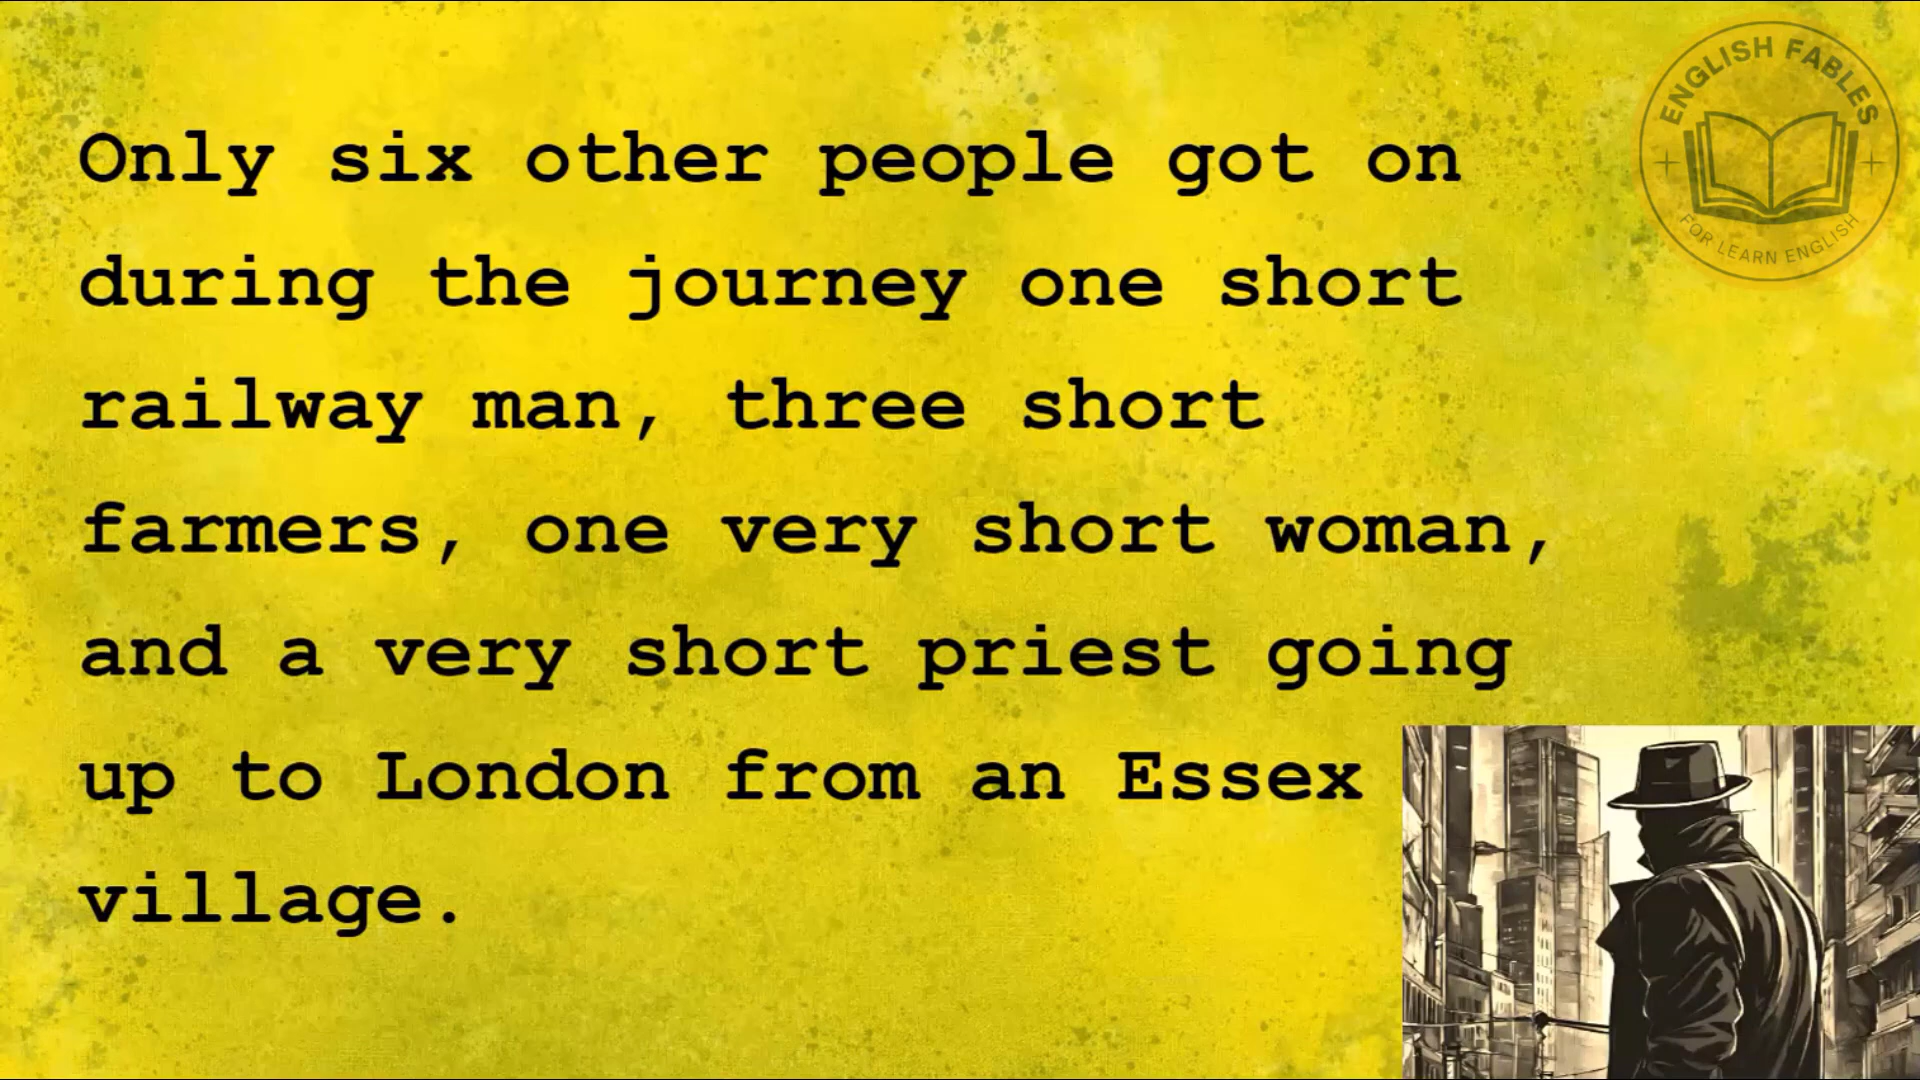 Only six other people got on
during the journey one short
railway man, three short
farmers, one very short woman,
and a very short priest going
up to London from an Essex
village.
ENGLISH FABLES
FOR LEARN ENGLISH